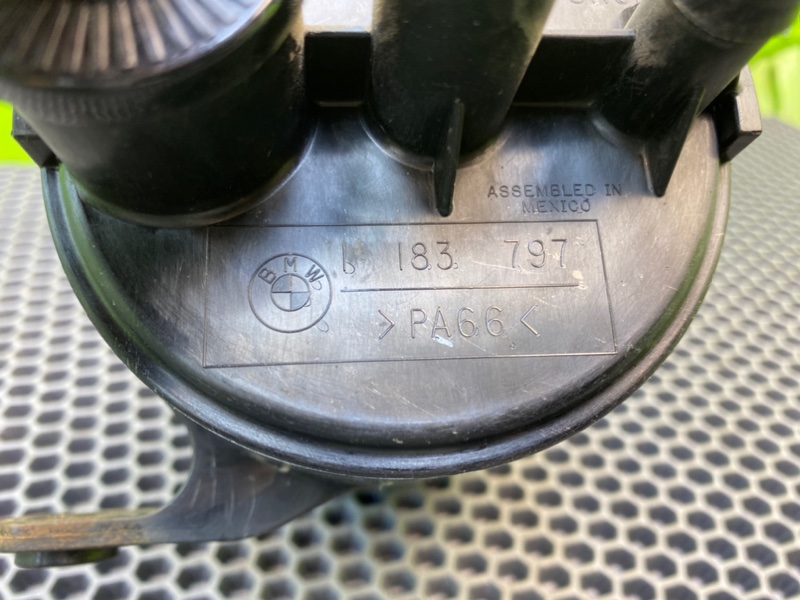 ASSEMBLED IN
MEXICO
BMW
183 797
>PA66<